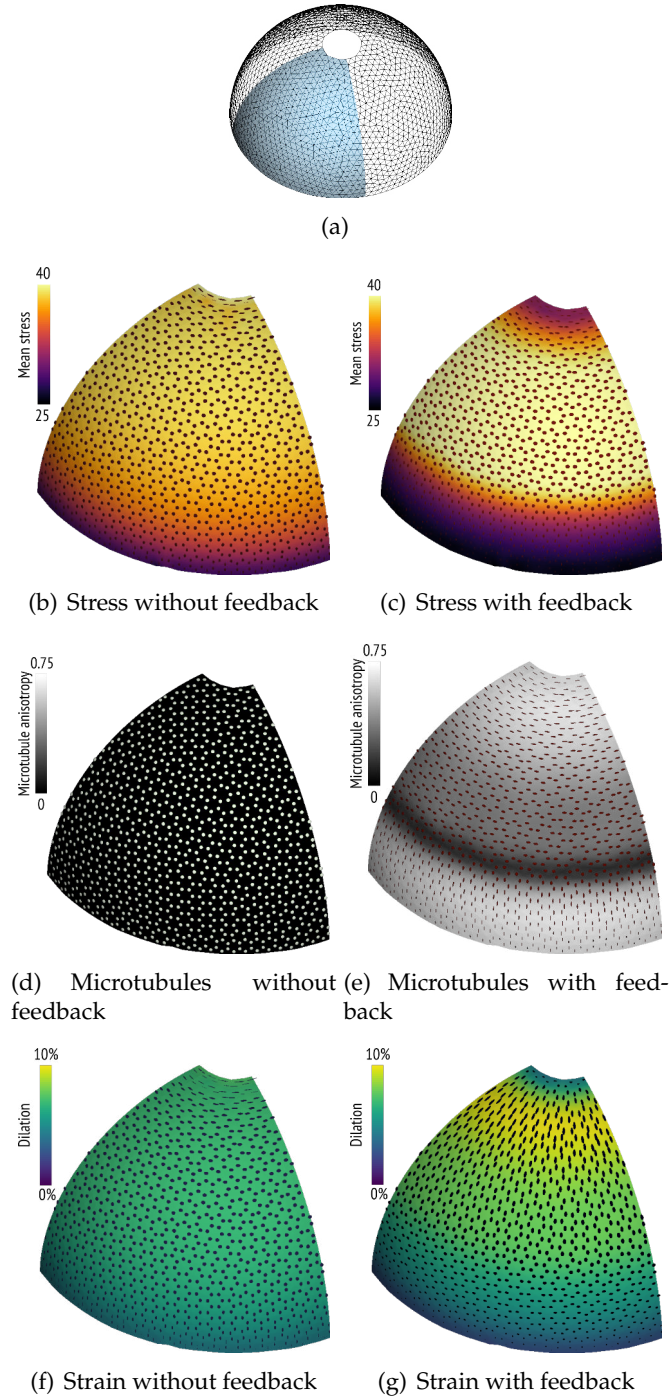 (a)
40
Mean stress
25
40
Mean stress
25
(b) Stress without feedback
(c) Stress with feedback
0.75
Microtubule anisotropy
0
0.75
Microtubule anisotropy
0
(d) Microtubules without
feedback
(e) Microtubules with feed-
back
10%
Dilation
0%
10%
Dilation
0%
(f) Strain without feedback
(g) Strain with feedback